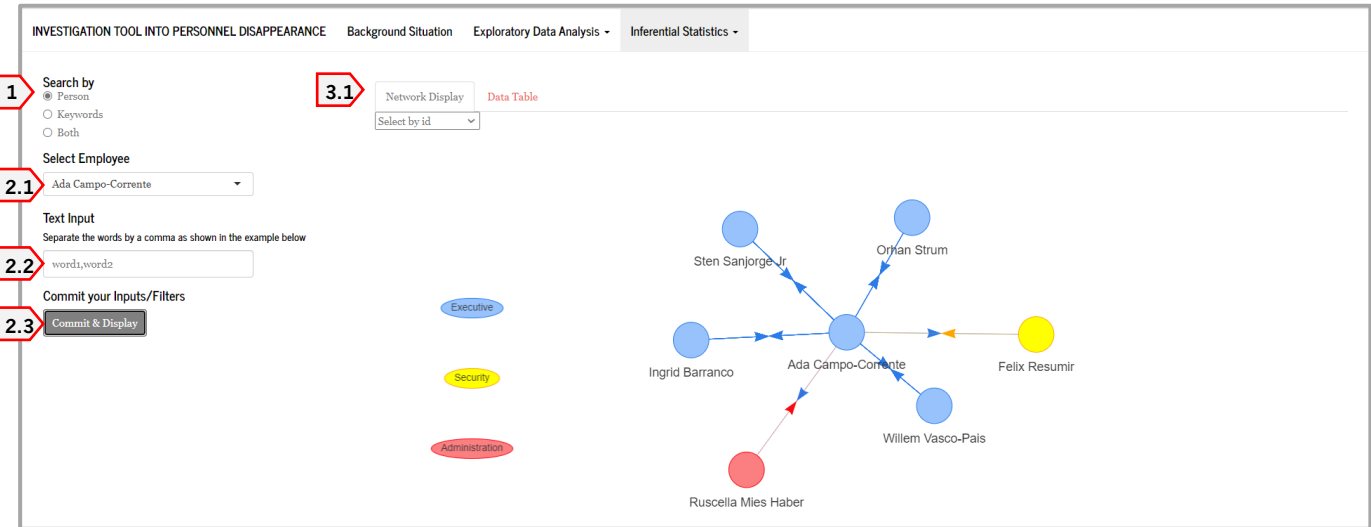 INVESTIGATION TOOL INTO PERSONNEL DISAPPEARANCE Background Situation Exploratory Data Analysis Inferential Statistics
1
Search by
Person
Keywords
Both
Select Employee
2.1
Ada Campo-Corrente
Text Input
Separate the words by a comma as shown in the example below
2.2
word1,word2
Commit your Inputs/Filters
2.3
Commit & Display
3.1
Network Display Data Table
Select by id
Executive
Security
Administration
Sten Sanjorge Jr
Orhan Strum
Ingrid Barranco
Ada Campo-Corrente
Felix Resumir
Willem Vasco-Pais
Ruscella Mies Haber